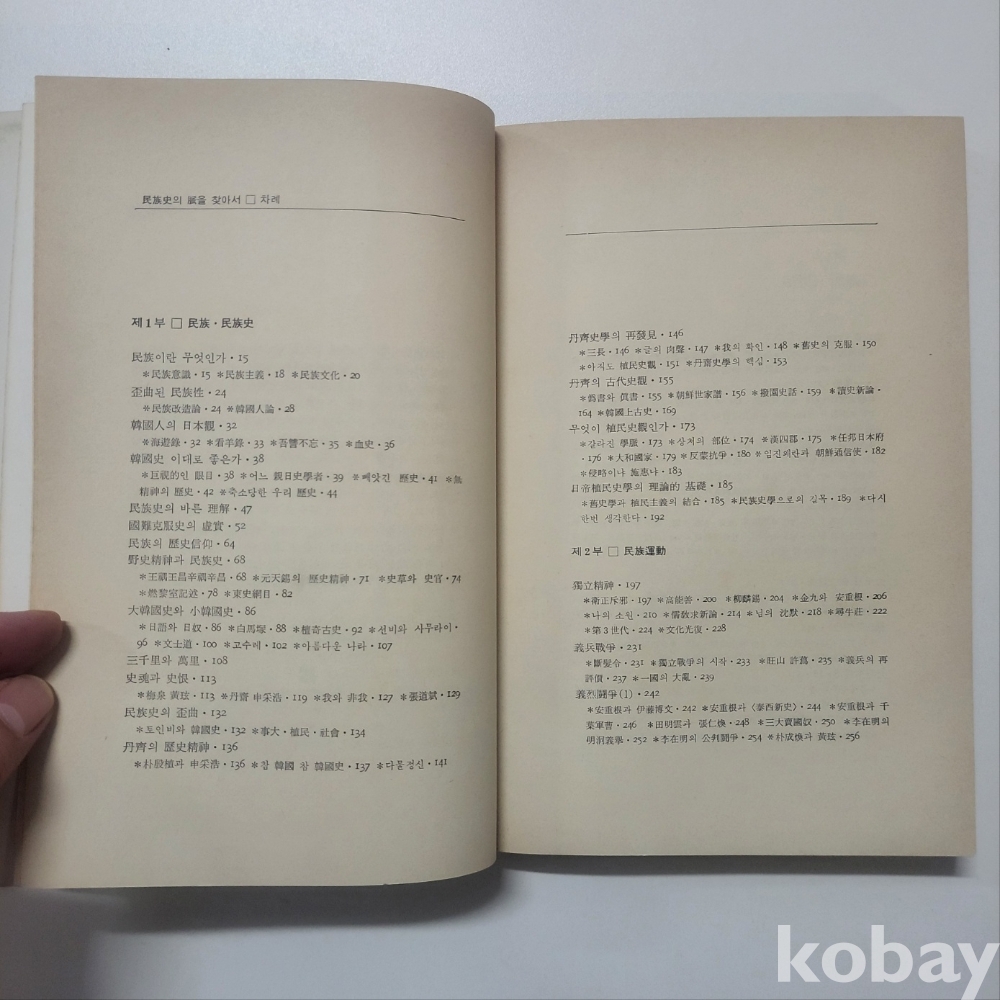 民族史의 脈을 찾아서 □ 차례
제1부 □ 民族·民族史
民族이란 무엇인가·15
*民族意識·15 *民族主義·18 *民族文化·20
歪曲된 民族性·24
*民族改造論·24 *韓國人論·28
韓國人의 日本觀·32
*海遊錄·32 *看羊錄·33 *吾讐不忘·35 *血史·36
韓國史 이대로 좋은가·38
*巨視的인 眼目·38 *어느 親日史學者·39 *빼앗긴 歷史·41 *無
精神의 歷史·42 *축소당한 우리 歷史·44
民族史의 바른 理解·47
國難克服史의 虛實·52
民族의 歷史信仰·64
野史精神과 民族史·68
*王禑王昌辛禑辛昌·68 *元天錫의 歷史精神·71 *史草와 史官·74
*燃黎室記述·78 *東史綱目·82
大韓國史와 小韓國史·86
*日語와 日奴·86 *白馬塚·88 *檀奇古史·92 *선비와 사무라이·
96 *文士道·100 *고수레·102 *아름다운 나라·107
三千里와 萬里·108
史魂과 史恨·113
*梅泉 黃玹·113 *丹齊 申采浩·119 *我와 非我·127 *張道斌·129
民族史의 歪曲·132
*토인비와 韓國史·132 *事大·植民·社會·134
丹齊의 歷史精神·136
*朴殷植과 申采浩·136 *참 韓國 참 韓國史·137 *다물정신·141
丹齊史學의 再發見·146
*三長·146 *글의 肉聲·147 *我의 확인·148 *舊史의 克服·150
*아직도 植民史觀·151 *丹齋史學의 핵심·153
丹齊의 古代史觀·155
*僞書와 眞書·155 *朝鮮世家譜·156 *揆園史話·159 *讀史新論·
164 *韓國上古史·169
무엇이 植民史觀인가·173
*갈라진 學脈·173 *상처의 部位·174 *漢四郡·175 *任那日本府
·176 *大和國家·179 *反蒙抗爭·180 *임진왜란과 朝鮮通信使·182
*侵略이냐 施惠냐·183
日帝植民史學의 理論的 基礎·185
*舊史學과 植民主義의 結合·185 *民族史學으로의 길목·189 *다시
한번 생각한다·192
제2부 □ 民族運動
獨立精神·197
*衛正斥邪·197 *高能善·200 *柳麟錫·204 *金九와 安重根·206
*나의 소원·210 *儒敎求新論·214 *님의 沈默·218 *尋牛莊·222
*第3世代·224 *文化光復·228
義兵戰爭·231
*斷髮令·231 *獨立戰爭의 시작·233 *旺山 許蔿·235 *義兵의 再
評價·237 *一國의 大亂·239
義烈鬪爭(1)·242
*安重根과 伊藤博文·242 *安重根과〈泰西新史〉·244 *安重根과 千
葉軍曹·246 *田明雲과 張仁煥·248 *三大賣國奴·250 *李在明의
明洞義擧·252 *李在明의 公判鬪爭·254 *朴成煥과 黃玹·256
kobay